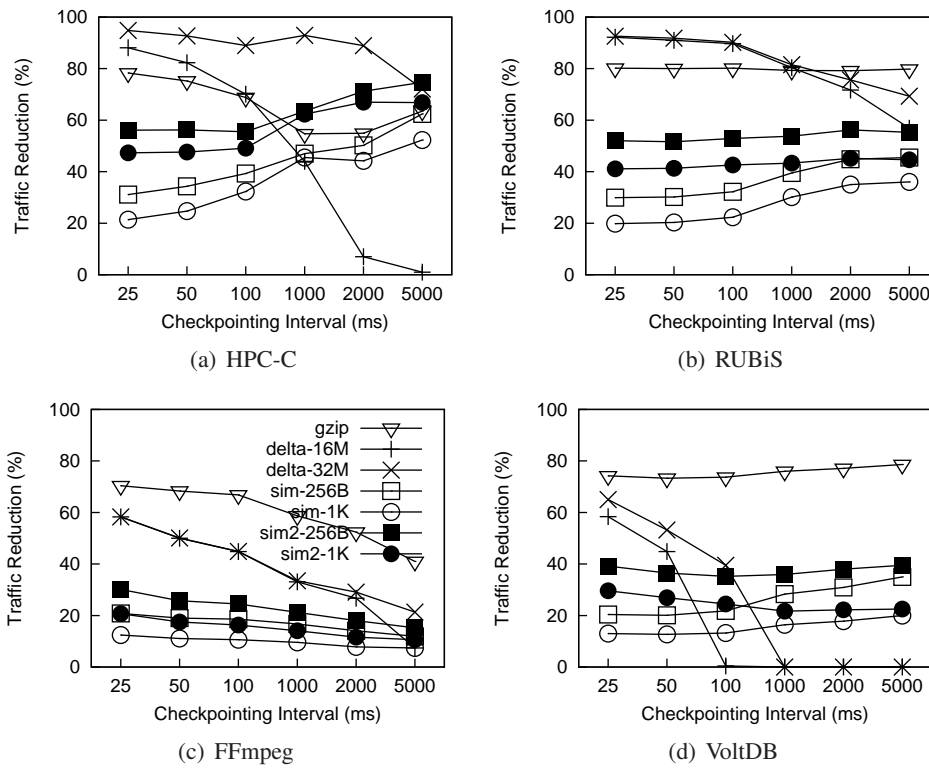 100
80
60
40
20
0
Traffic Reduction (%)
25 50 100 1000 2000 5000
Checkpointing Interval (ms)
(a) HPC-C
100
80
60
40
20
0
Traffic Reduction (%)
25 50 100 1000 2000 5000
Checkpointing Interval (ms)
(b) RUBiS
100
80
60
40
20
0
Traffic Reduction (%)
gzip
delta-16M
delta-32M
sim-256B
sim-1K
sim2-256B
sim2-1K
25 50 100 1000 2000 5000
Checkpointing Interval (ms)
(c) FFmpeg
100
80
60
40
20
0
Traffic Reduction (%)
25 50 100 1000 2000 5000
Checkpointing Interval (ms)
(d) VoltDB